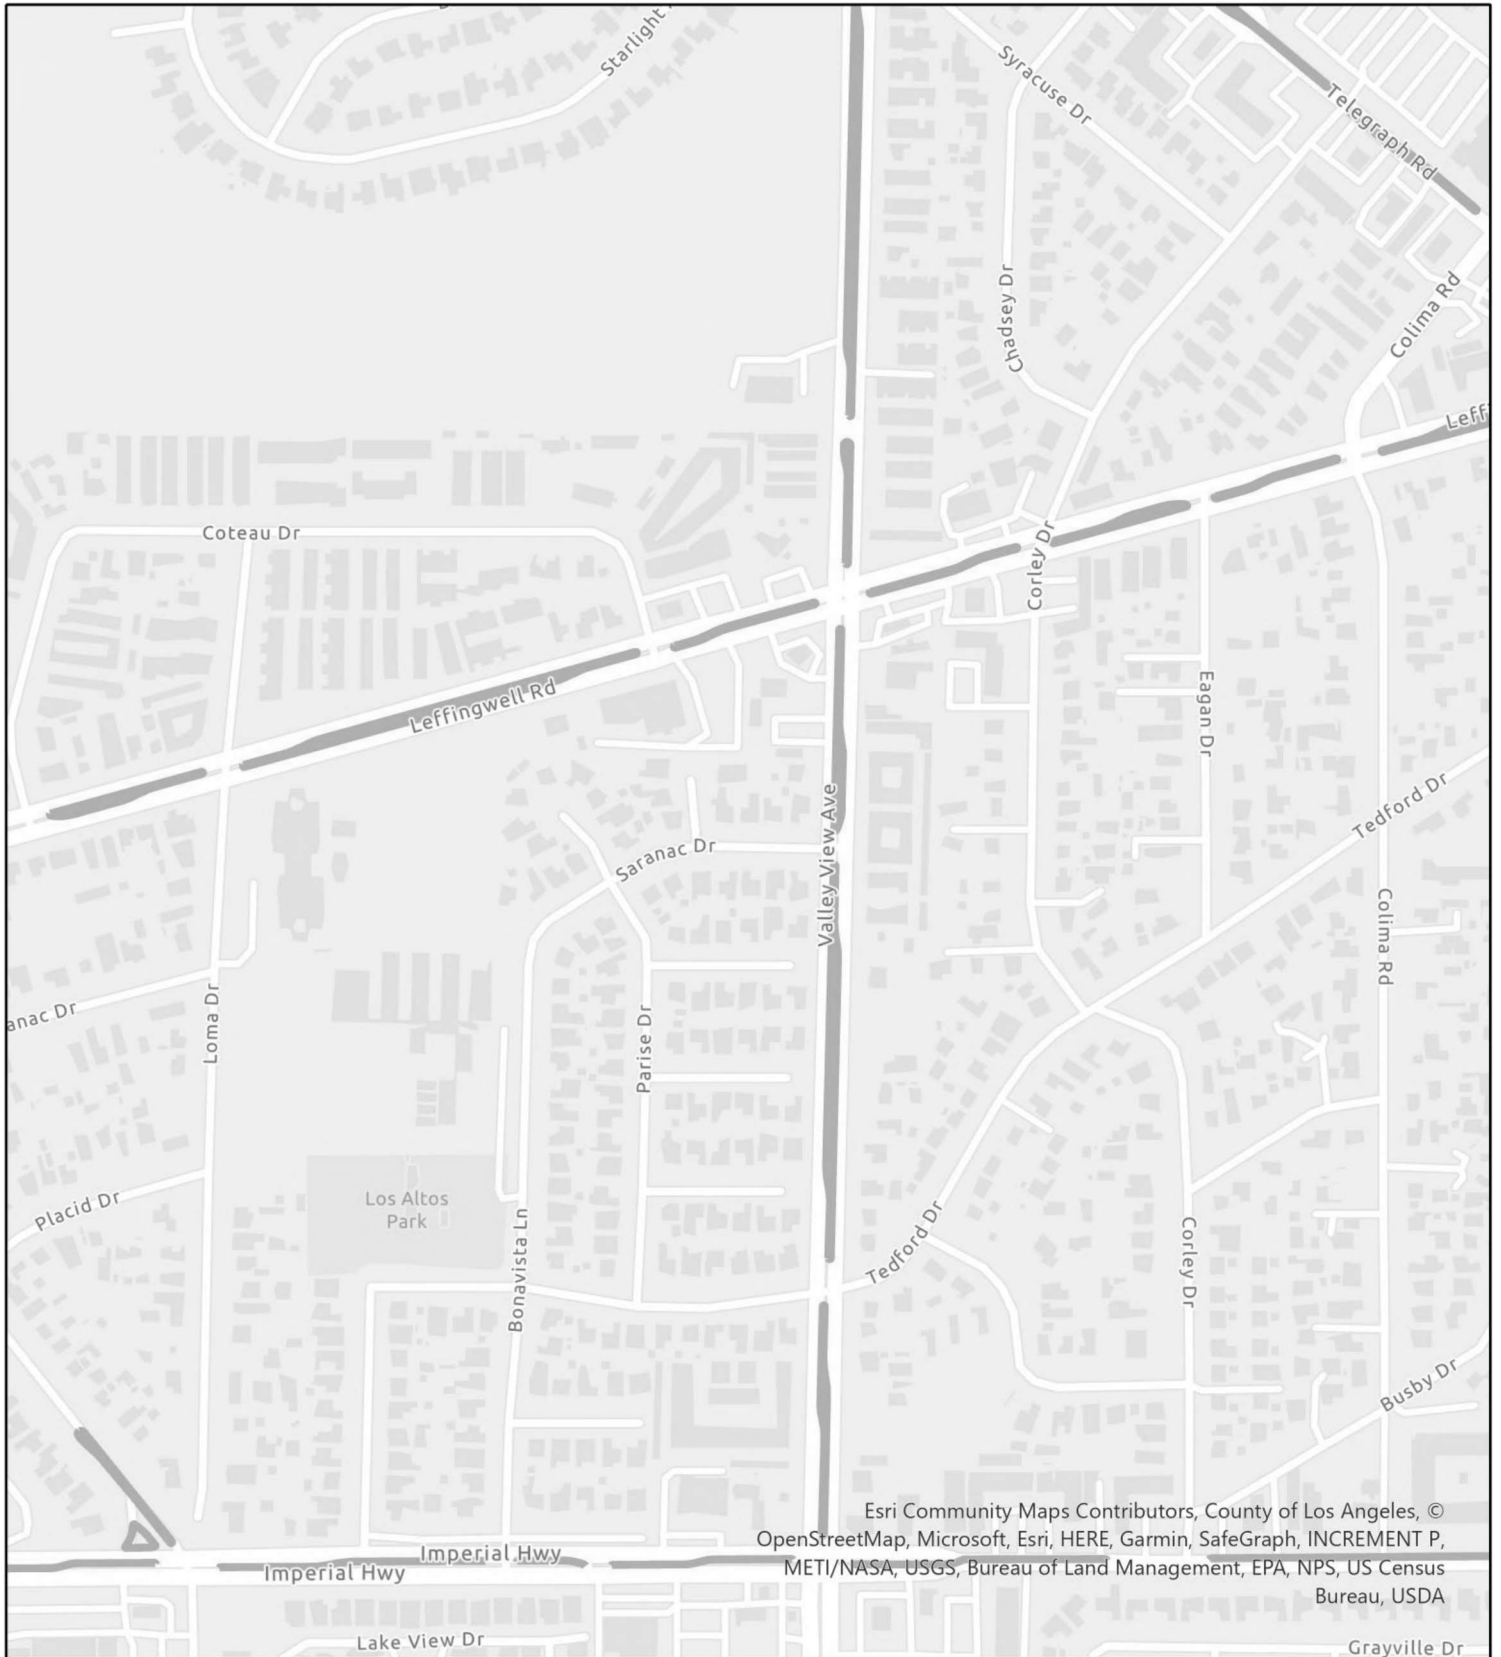 Starlight
Syracuse Dr
Telegraph Rd
Chadsey Dr
Colima Rd
Leff
Coteau Dr
Corley Dr
Leffingwell Rd
Eagan Dr
Tedford Dr
Valley View Ave
Saranac Dr
Colima Rd
anac Dr
Loma Dr
Parise Dr
Placid Dr
Los Altos
Park
Bonavista Ln
Tedford Dr
Corley Dr
Busby Dr
Esri Community Maps Contributors, County of Los Angeles, ©
OpenStreetMap, Microsoft, Esri, HERE, Garmin, SafeGraph, INCREMENT P,
METI/NASA, USGS, Bureau of Land Management, EPA, NPS, US Census
Bureau, USDA
Imperial Hwy
Imperial Hwy
Lake View Dr
Grayville Dr